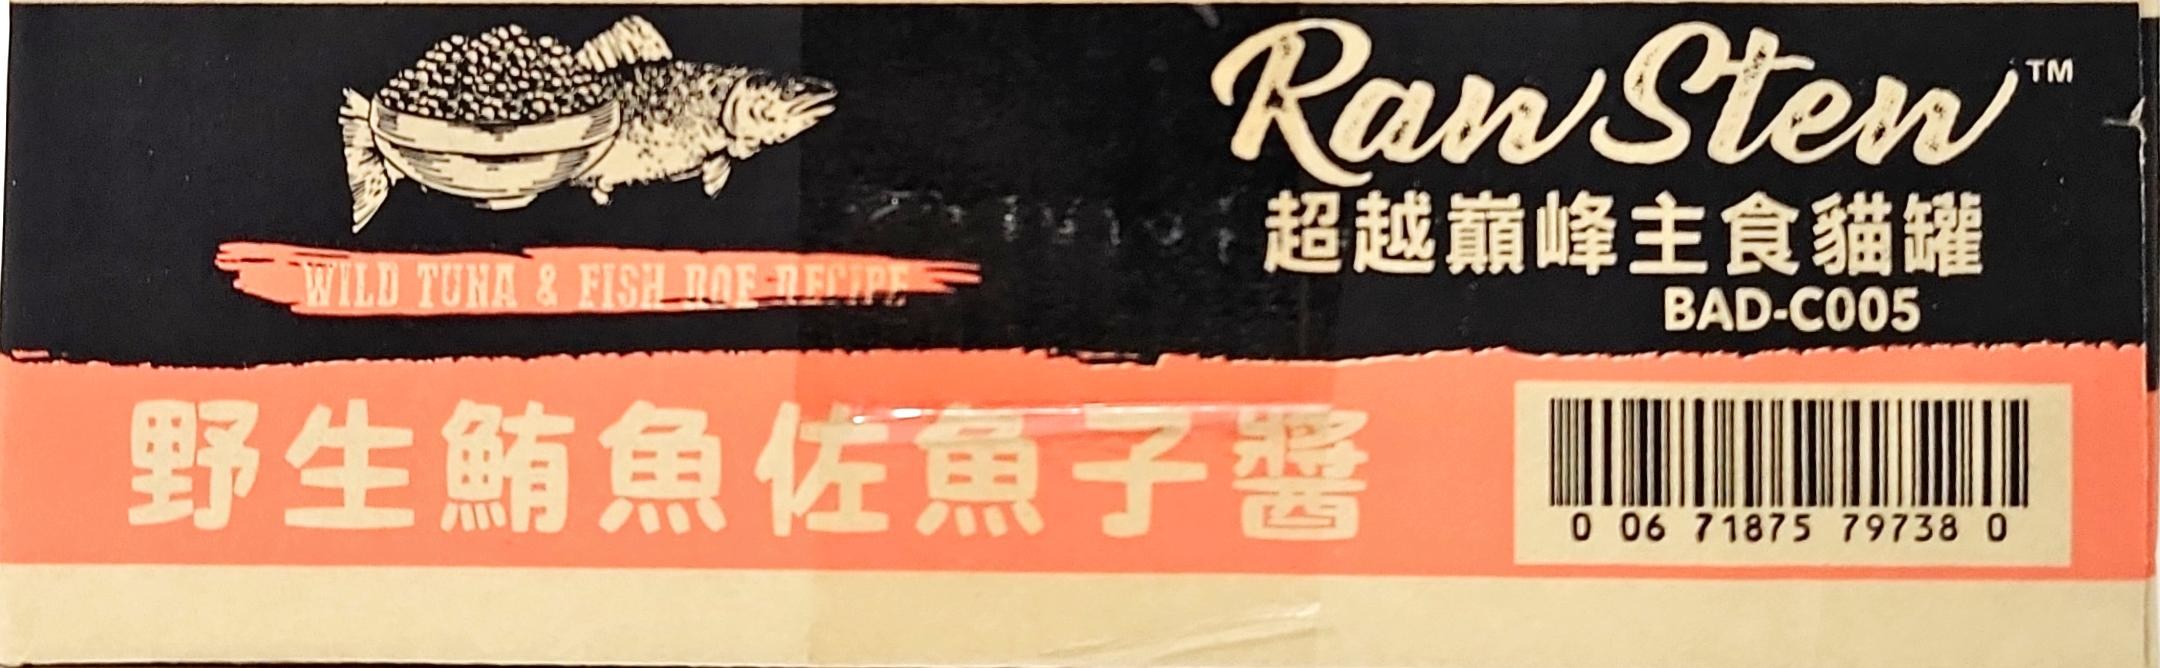 RawSten™
超越巔峰主食貓罐
BAD-C005
WILD TUNA & FISH ROE RECIPE
野生鮪魚佐魚子醬
0 06 71875 79738 0